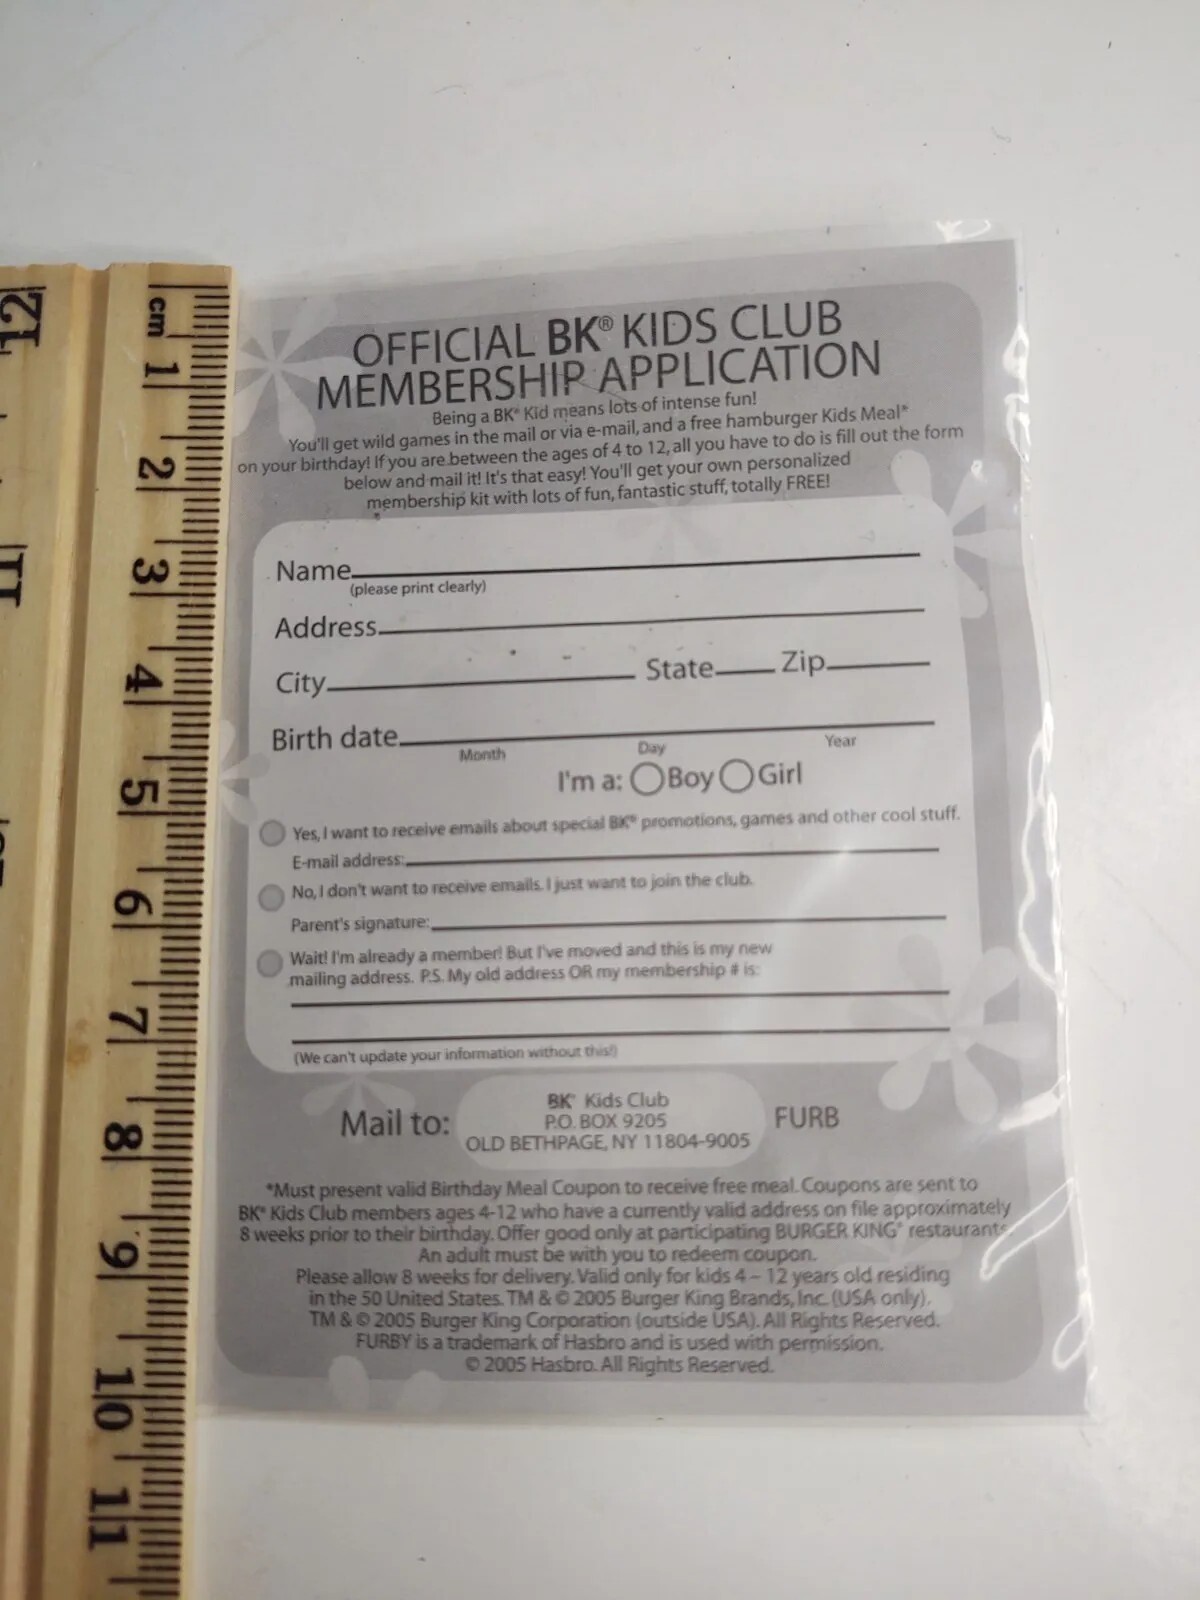 OFFICIAL BK® KIDS CLUB
MEMBERSHIP APPLICATION
Being a BK® Kid means lots of intense fun!
You'll get wild games in the mail or via e-mail, and a free hamburger Kids Meal*
on your birthday! If you are between the ages of 4 to 12, all you have to do is fill out the form
below and mail it! It's that easy! You'll get your own personalized
membership kit with lots of fun, fantastic stuff, totally FREE!
Name
(please print clearly)
Address
City State Zip
Birth date
Month Day Year
I'm a: Boy Girl
Yes, I want to receive emails about special BK® promotions, games and other cool stuff.
E-mail address:
No, I don't want to receive emails. I just want to join the club.
Parent's signature:
Wait! I'm already a member! But I've moved and this is my new
mailing address. P.S. My old address OR my membership # is:
(We can't update your information without this!)
Mail to:
BK® Kids Club
P.O. BOX 9205
OLD BETHPAGE, NY 11804-9005
FURB
*Must present valid Birthday Meal Coupon to receive free meal. Coupons are sent to
BK® Kids Club members ages 4-12 who have a currently valid address on file approximately
8 weeks prior to their birthday. Offer good only at participating BURGER KING® restaurants.
An adult must be with you to redeem coupon.
Please allow 8 weeks for delivery. Valid only for kids 4 – 12 years old residing
in the 50 United States. TM & © 2005 Burger King Brands, Inc. (USA only).
TM & © 2005 Burger King Corporation (outside USA). All Rights Reserved.
FURBY is a trademark of Hasbro and is used with permission.
© 2005 Hasbro. All Rights Reserved.
cm 1 2 3 4 5 6 7 8 9 10 11
12 11